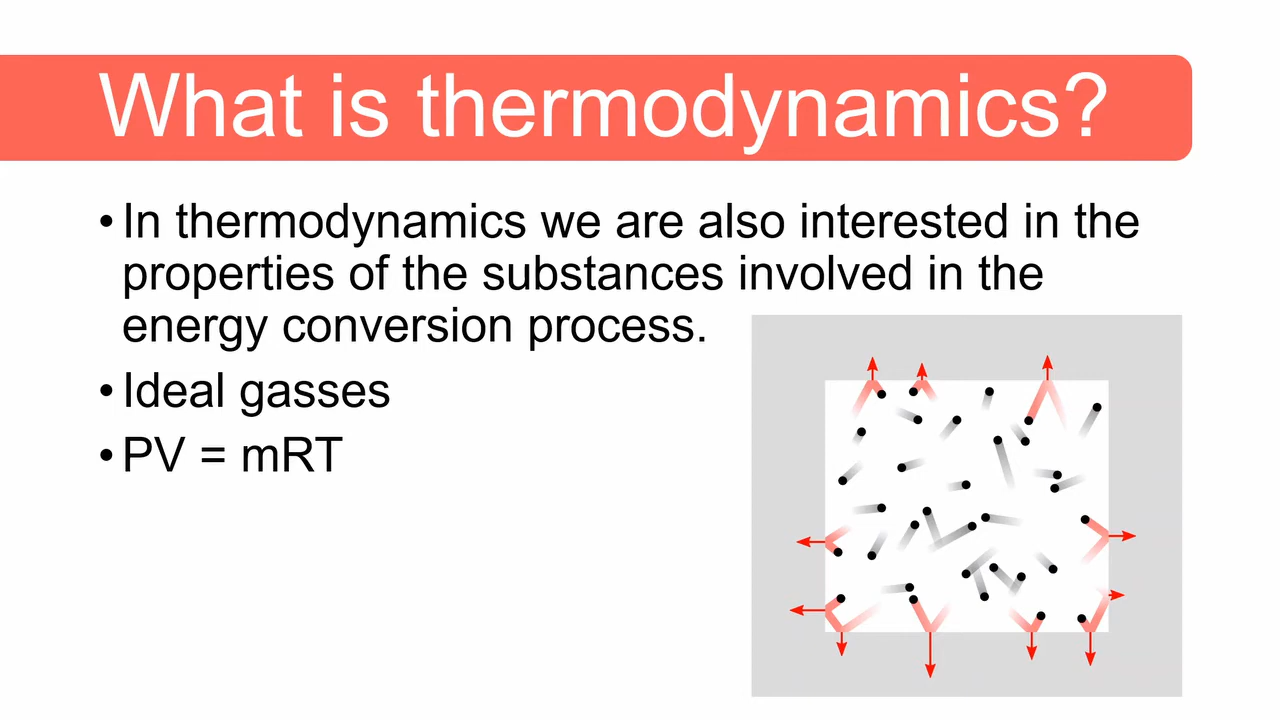 What is thermodynamics?
•In thermodynamics we are also interested in the
properties of the substances involved in the
energy conversion process.
•Ideal gasses
•PV = mRT